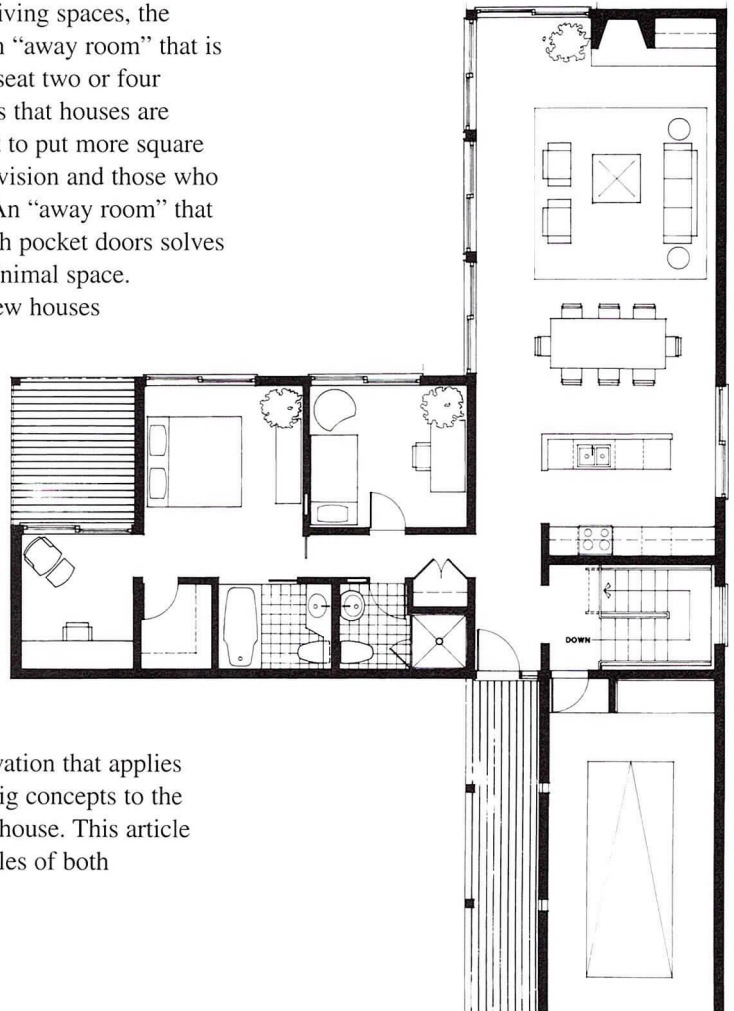 iving spaces, the
n “away room” that is
seat two or four
s that houses are
t to put more square
vision and those who
An “away room” that
h pocket doors solves
nimal space.
ew houses
DOWN
vation that applies
ig concepts to the
house. This article
les of both